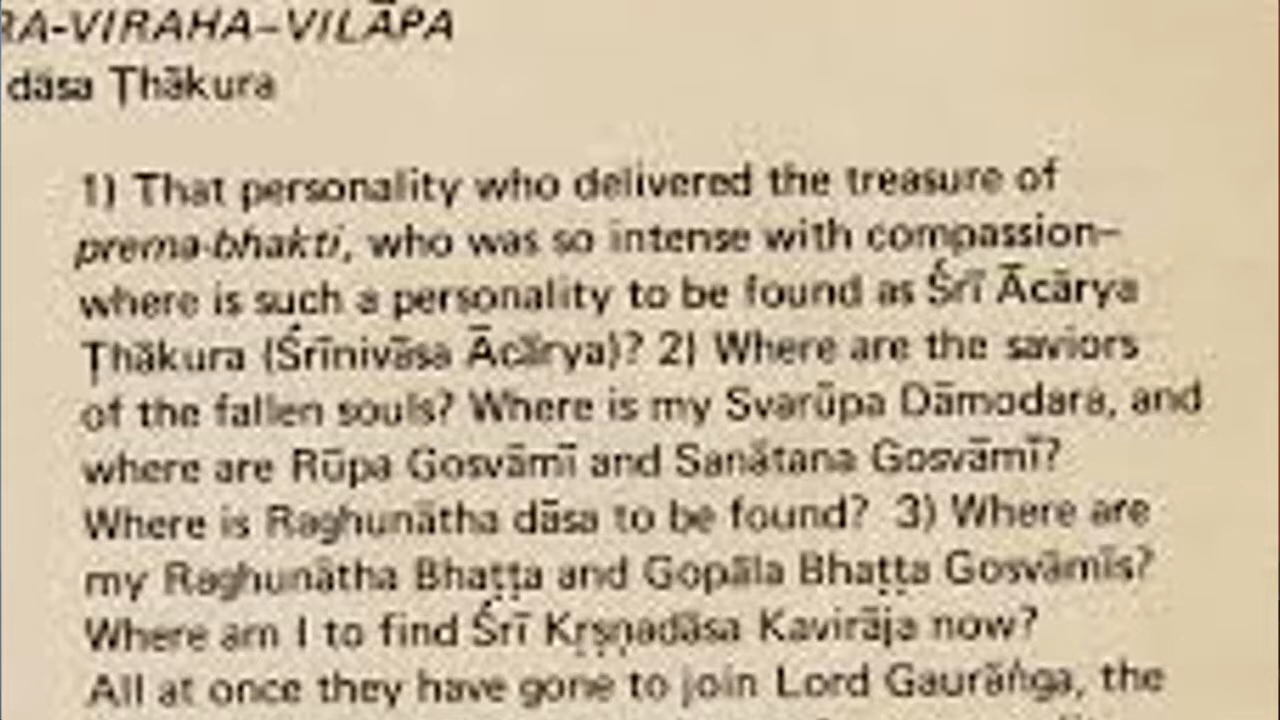 RA-VIRAHA–VILĀPA
dāsa Ṭhākura
1) That personality who delivered the treasure of
prema-bhakti, who was so intense with compassion–
where is such a personality to be found as Śrī Ācārya
Ṭhākura (Śrīnivāsa Ācārya)? 2) Where are the saviors
of the fallen souls? Where is my Svarūpa Dāmodara, and
where are Rūpa Gosvāmī and Sanātana Gosvāmī?
Where is Raghunātha dāsa to be found? 3) Where are
my Raghunātha Bhaṭṭa and Gopāla Bhaṭṭa Gosvāmīs?
Where am I to find Śrī Kṛṣṇadāsa Kavirāja now?
All at once they have gone to join Lord Gaurāṅga, the